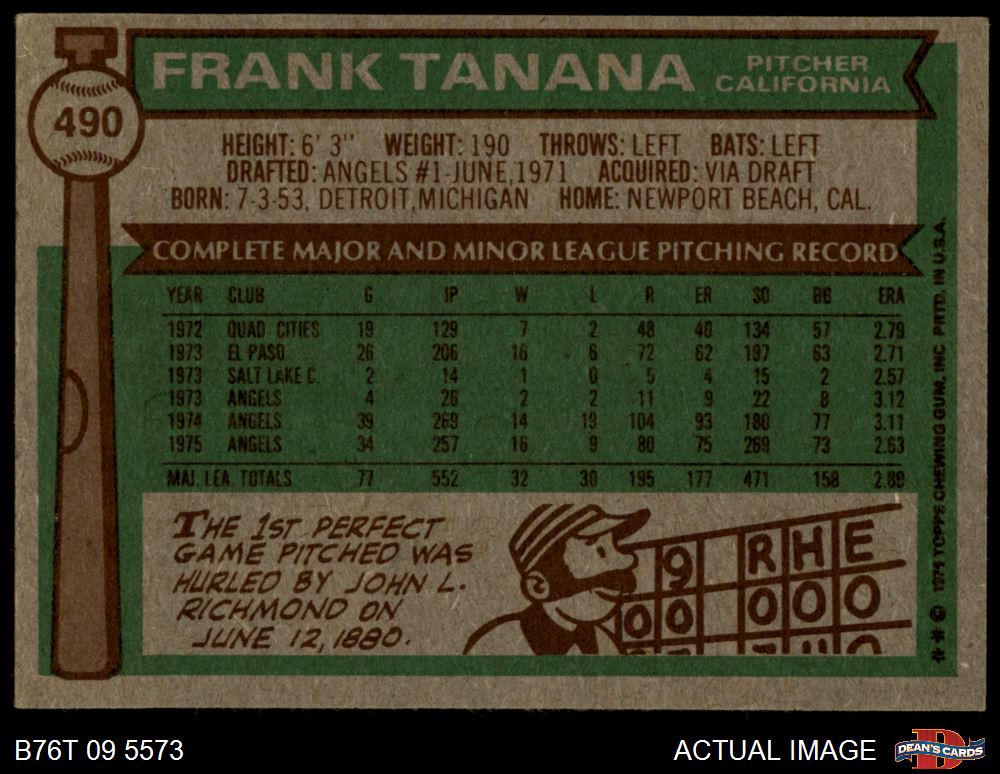 490
FRANK TANANA
PITCHER
CALIFORNIA
HEIGHT: 6' 3" WEIGHT: 190 THROWS: LEFT BATS: LEFT
DRAFTED: ANGELS #1-JUNE, 1971 ACQUIRED: VIA DRAFT
BORN: 7-3-53, DETROIT, MICHIGAN HOME: NEWPORT BEACH, CAL.
COMPLETE MAJOR AND MINOR LEAGUE PITCHING RECORD
YEAR CLUB G IP W L R ER SO BB ERA
1972 QUAD CITIES 19 129 7 2 48 40 134 57 2.79
1973 EL PASO 26 206 16 6 72 62 197 63 2.71
1973 SALT LAKE C. 2 14 1 0 5 4 15 2 2.57
1973 ANGELS 4 26 2 2 11 9 22 8 3.12
1974 ANGELS 39 269 14 19 104 93 180 77 3.11
1975 ANGELS 34 257 16 9 80 75 269 73 2.63
MAJ. LEA. TOTALS 77 552 32 30 195 177 471 158 2.89
THE 1ST PERFECT
GAME PITCHED WAS
HURLED BY JOHN L.
RICHMOND ON
JUNE 12, 1880.
9 R H E
0 0 0 0 0
** © 1976 TOPPS CHEWING GUM, INC. PRTD. IN U.S.A.
B76T 09 5573
ACTUAL IMAGE
DEAN'S CARDS